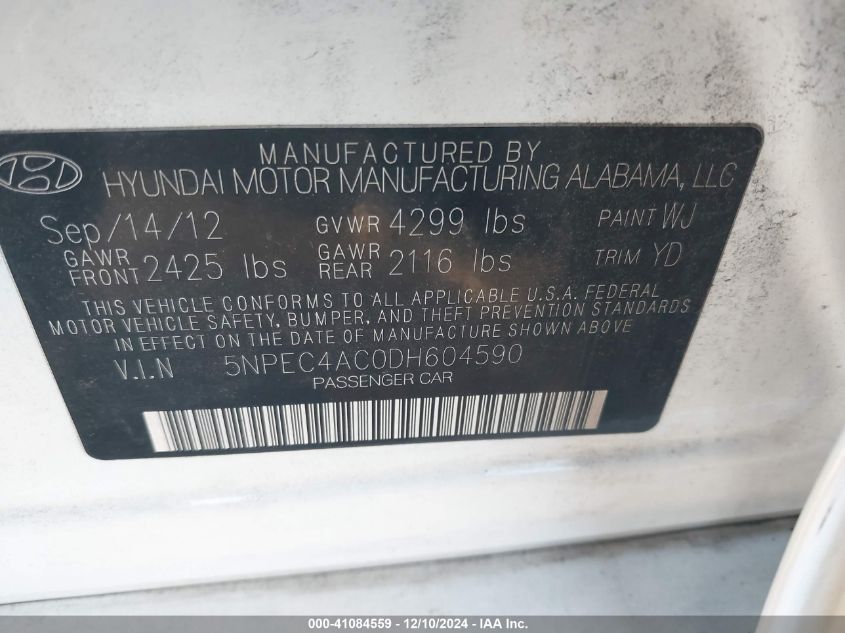 MANUFACTURED BY
HYUNDAI MOTOR MANUFACTURING ALABAMA, LLC
Sep/14/12 GVWR 4299 lbs PAINT WJ
GAWR FRONT 2425 lbs GAWR REAR 2116 lbs TRIM YD
THIS VEHICLE CONFORMS TO ALL APPLICABLE U.S.A. FEDERAL
MOTOR VEHICLE SAFETY, BUMPER, AND THEFT PREVENTION STANDARDS
IN EFFECT ON THE DATE OF MANUFACTURE SHOWN ABOVE
V.I.N 5NPEC4AC0DH604590
PASSENGER CAR
000-41084559 - 12/10/2024 - IAA Inc.